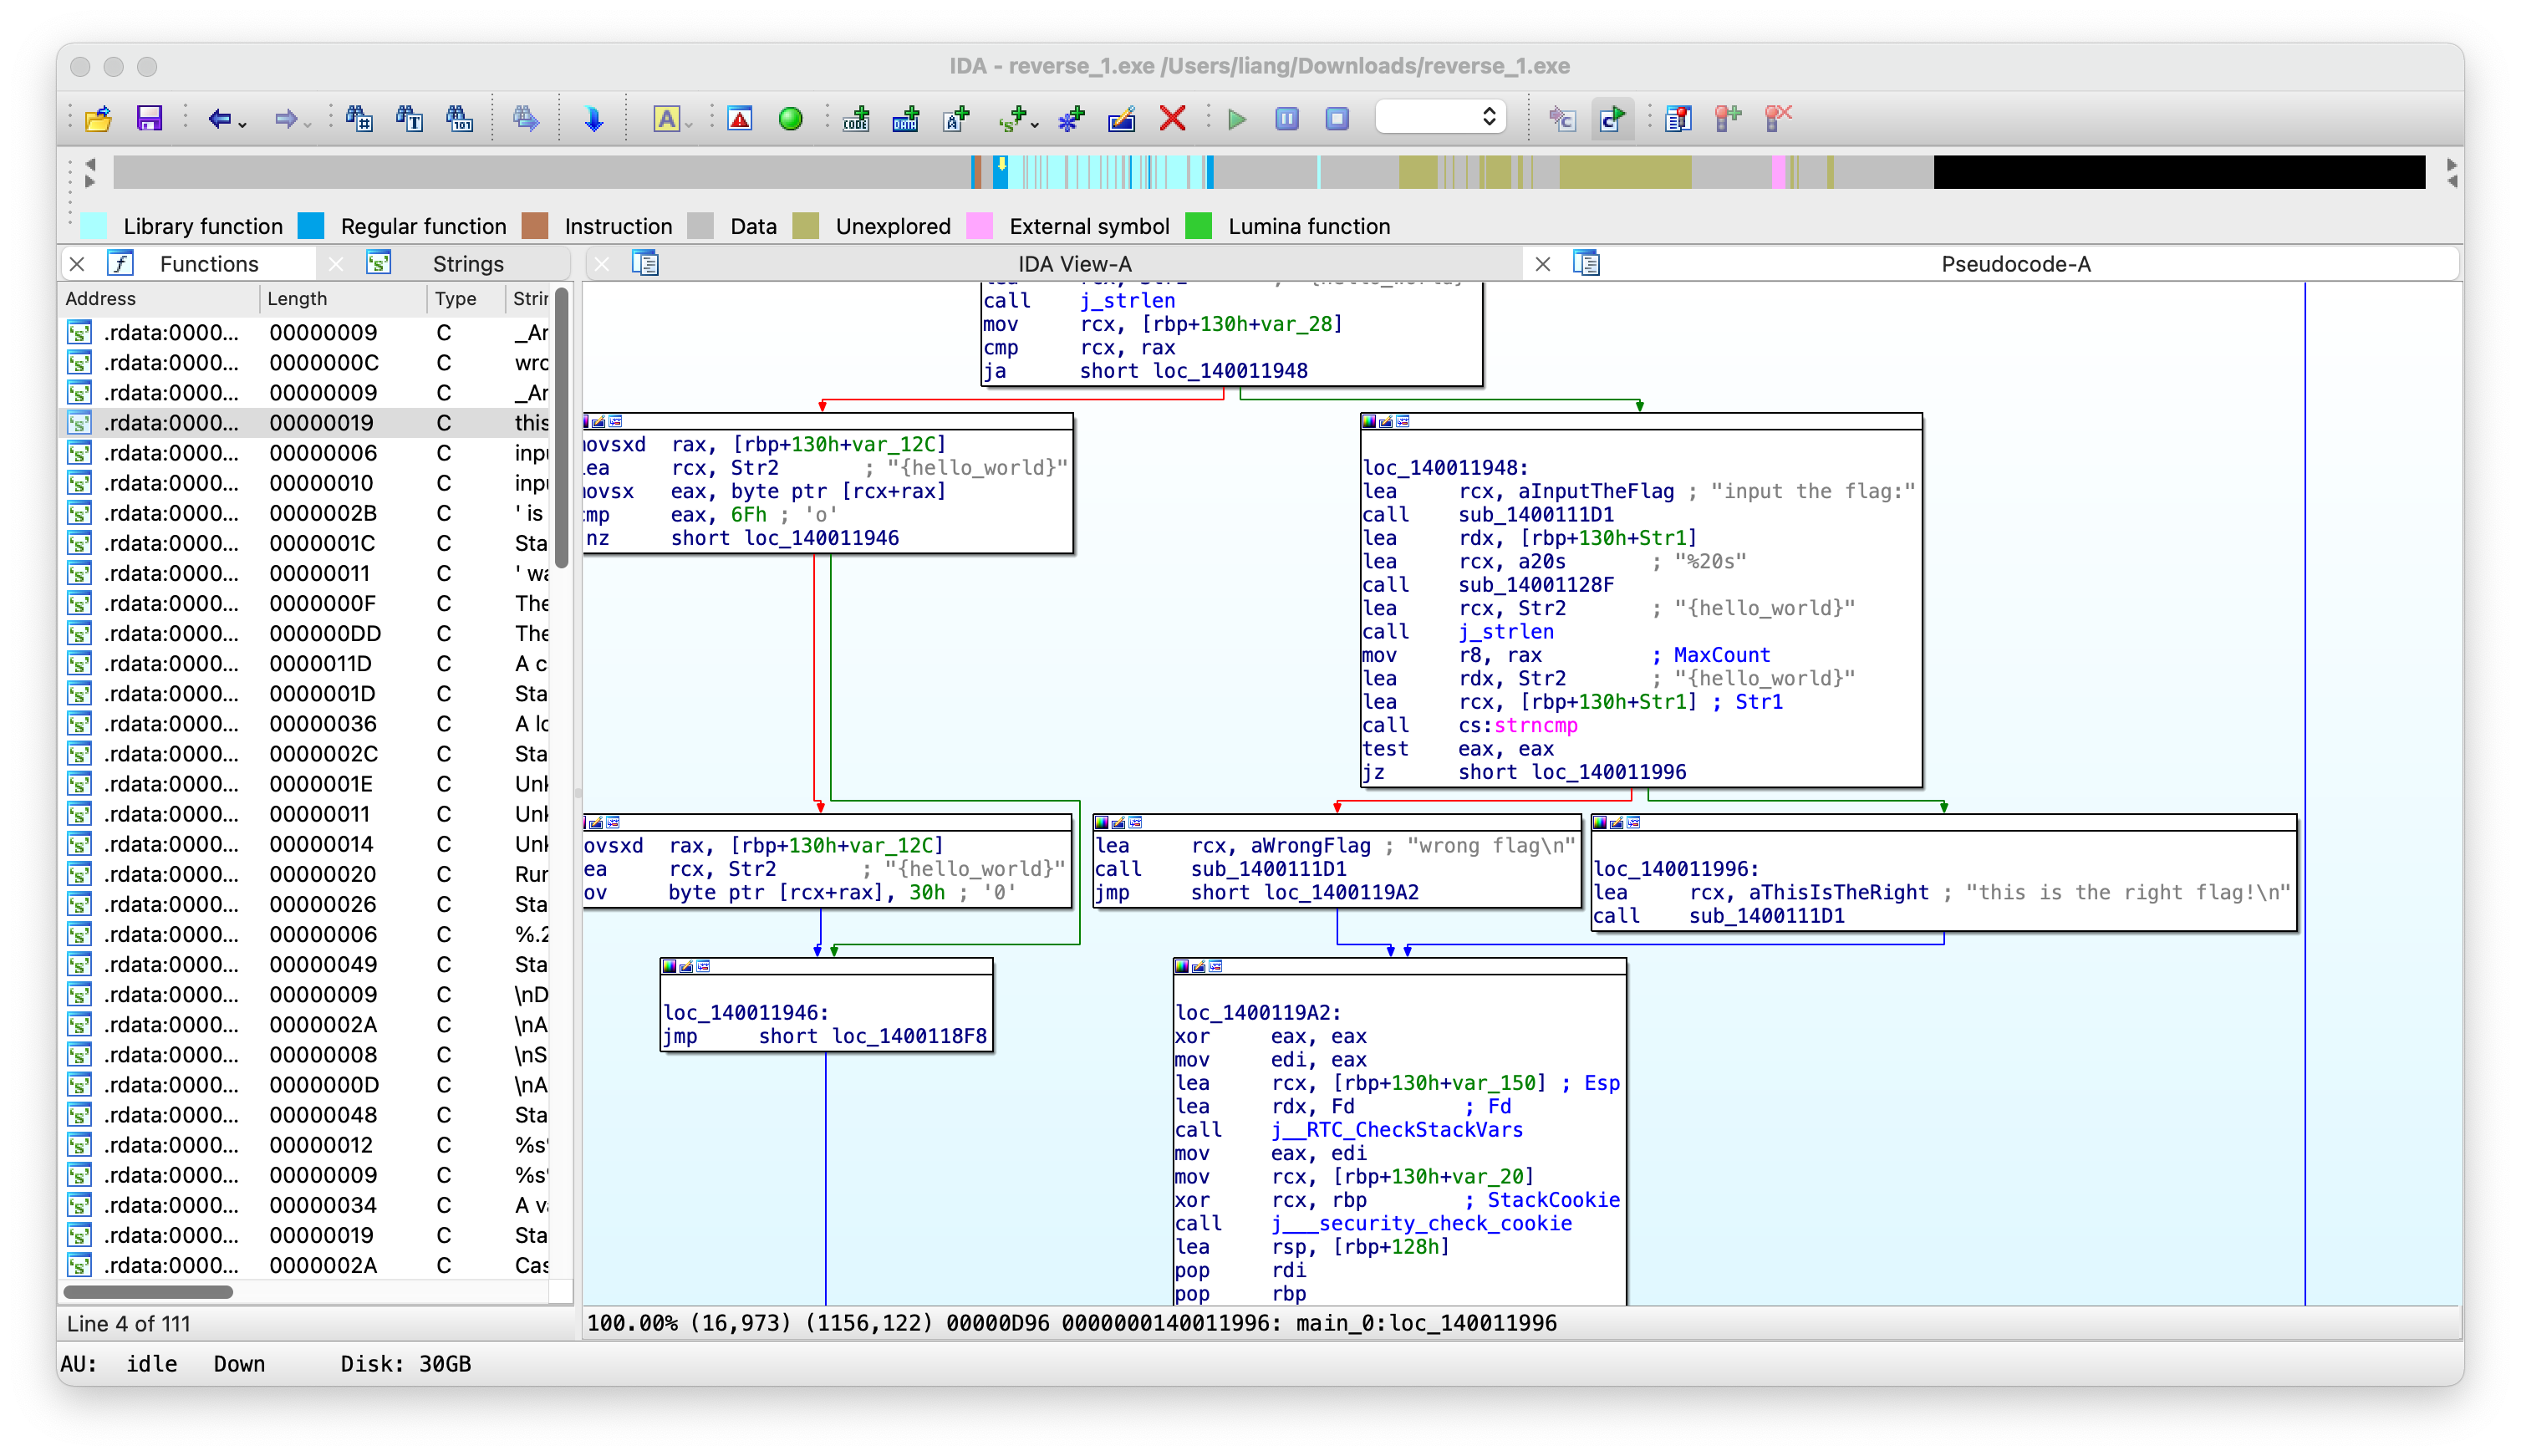 IDA - reverse_1.exe /Users/liang/Downloads/reverse_1.exe
Library function Regular function Instruction Data Unexplored External symbol Lumina function
Functions Strings IDA View-A Pseudocode-A
Address Length Type Strin
.rdata:0000... 00000009 C _Ar
.rdata:0000... 0000000C C wro
.rdata:0000... 00000009 C _Ar
.rdata:0000... 00000019 C this
.rdata:0000... 00000006 C inpu
.rdata:0000... 00000010 C inpu
.rdata:0000... 0000002B C ' is
.rdata:0000... 0000001C C Sta
.rdata:0000... 00000011 C ' wa
.rdata:0000... 0000000F C The
.rdata:0000... 000000DD C The
.rdata:0000... 0000011D C A c
.rdata:0000... 0000001D C Sta
.rdata:0000... 00000036 C A lo
.rdata:0000... 0000002C C Sta
.rdata:0000... 0000001E C Unk
.rdata:0000... 00000011 C Unk
.rdata:0000... 00000014 C Unk
.rdata:0000... 00000020 C Rur
.rdata:0000... 00000026 C Sta
.rdata:0000... 00000006 C %.2
.rdata:0000... 00000049 C Sta
.rdata:0000... 00000009 C \nD
.rdata:0000... 0000002A C \nA
.rdata:0000... 00000008 C \nS
.rdata:0000... 0000000D C \nA
.rdata:0000... 00000048 C Sta
.rdata:0000... 00000012 C %s'
.rdata:0000... 00000009 C %s'
.rdata:0000... 00000034 C A va
.rdata:0000... 00000019 C Sta
.rdata:0000... 0000002A C Cas
Line 4 of 111
call j_strlen
mov rcx, [rbp+130h+var_28]
cmp rcx, rax
ja short loc_140011948
ovsxd rax, [rbp+130h+var_12C]
ea rcx, Str2 ; "{hello_world}"
ovsx eax, byte ptr [rcx+rax]
mp eax, 6Fh ; 'o'
nz short loc_140011946
loc_140011948:
lea rcx, aInputTheFlag ; "input the flag:"
call sub_1400111D1
lea rdx, [rbp+130h+Str1]
lea rcx, a20s ; "%20s"
call sub_14001128F
lea rcx, Str2 ; "{hello_world}"
call j_strlen
mov r8, rax ; MaxCount
lea rdx, Str2 ; "{hello_world}"
lea rcx, [rbp+130h+Str1] ; Str1
call cs:strncmp
test eax, eax
jz short loc_140011996
ovsxd rax, [rbp+130h+var_12C]
ea rcx, Str2 ; "{hello_world}"
ov byte ptr [rcx+rax], 30h ; '0'
lea rcx, aWrongFlag ; "wrong flag\n"
call sub_1400111D1
jmp short loc_1400119A2
loc_140011996:
lea rcx, aThisIsTheRight ; "this is the right flag!\n"
call sub_1400111D1
loc_140011946:
jmp short loc_1400118F8
loc_1400119A2:
xor eax, eax
mov edi, eax
lea rcx, [rbp+130h+var_150] ; Esp
lea rdx, Fd ; Fd
call j__RTC_CheckStackVars
mov eax, edi
mov rcx, [rbp+130h+var_20]
xor rcx, rbp ; StackCookie
call j___security_check_cookie
lea rsp, [rbp+128h]
pop rdi
pop rbp
100.00% (16,973) (1156,122) 00000D96 0000000140011996: main_0:loc_140011996
AU: idle Down Disk: 30GB